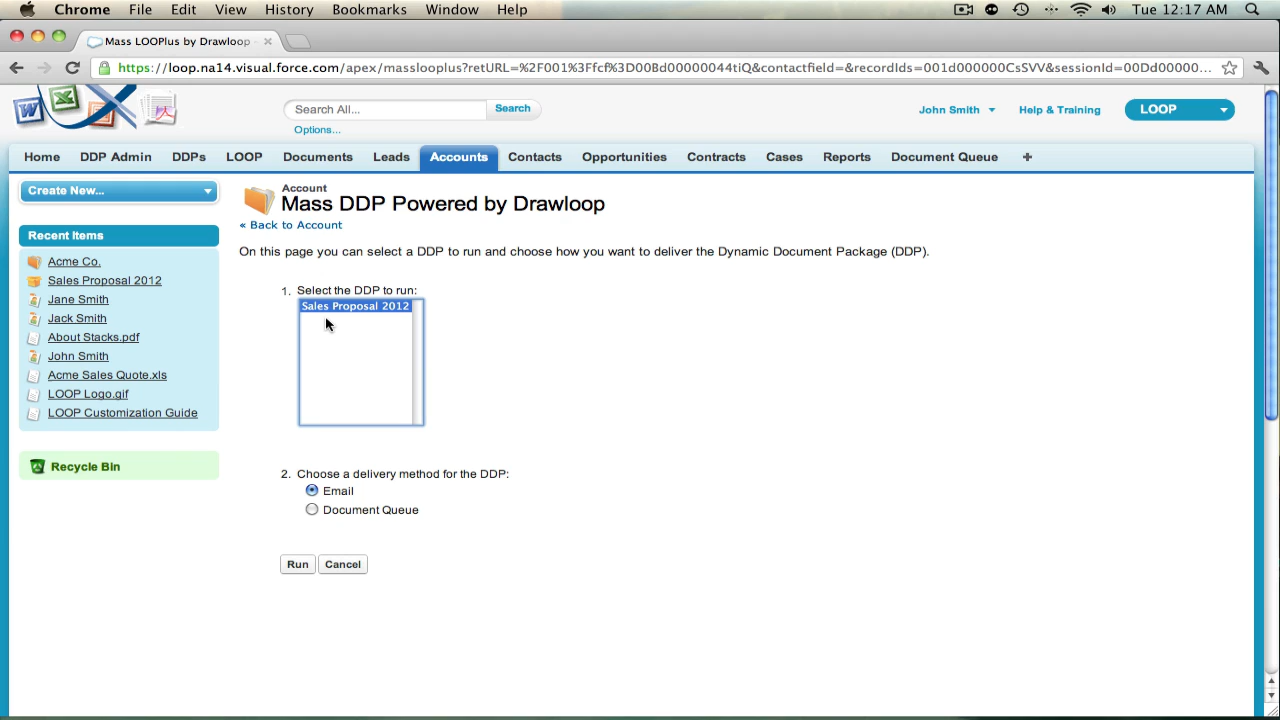 Chrome File Edit View History Bookmarks Window Help Tue 12:17 AM
Mass LOOPlus by Drawloop
https://loop.na14.visual.force.com/apex/masslooplus?retURL=%2F001%3Ffcf%3D00Bd00000044tiQ&contactfield=&recordIds=001d000000CsSVV&sessionId=00Dd00000...
Search All... Search
Options...
John Smith Help & Training LOOP
Home DDP Admin DDPs LOOP Documents Leads Accounts Contacts Opportunities Contracts Cases Reports Document Queue +
Create New...
Recent Items
Acme Co.
Sales Proposal 2012
Jane Smith
Jack Smith
About Stacks.pdf
John Smith
Acme Sales Quote.xls
LOOP Logo.gif
LOOP Customization Guide
Recycle Bin
Account
Mass DDP Powered by Drawloop
« Back to Account
On this page you can select a DDP to run and choose how you want to deliver the Dynamic Document Package (DDP).
1. Select the DDP to run:
Sales Proposal 2012
2. Choose a delivery method for the DDP:
Email
Document Queue
Run Cancel